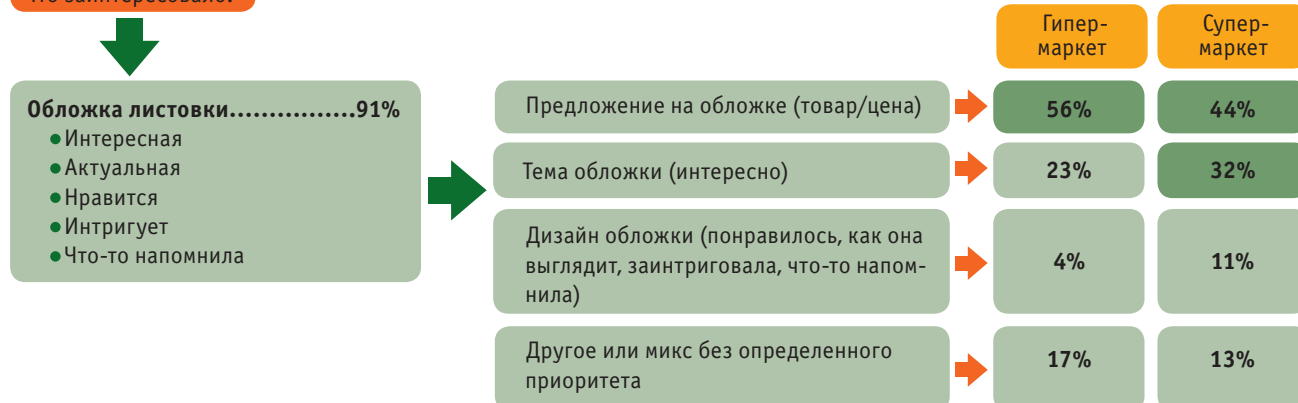 что заинтересовало?
Гипер-
маркет
Супер-
маркет
Обложка листовки................91%
•Интересная
•Актуальная
•Нравится
•Интригует
•Что-то напомнила
Предложение на обложке (товар/цена)
56%
44%
Тема обложки (интересно)
23%
32%
Дизайн обложки (понравилось, как она
выглядит, заинтриговала, что-то напом-
нила)
4%
11%
Другое или микс без определенного
приоритета
17%
13%